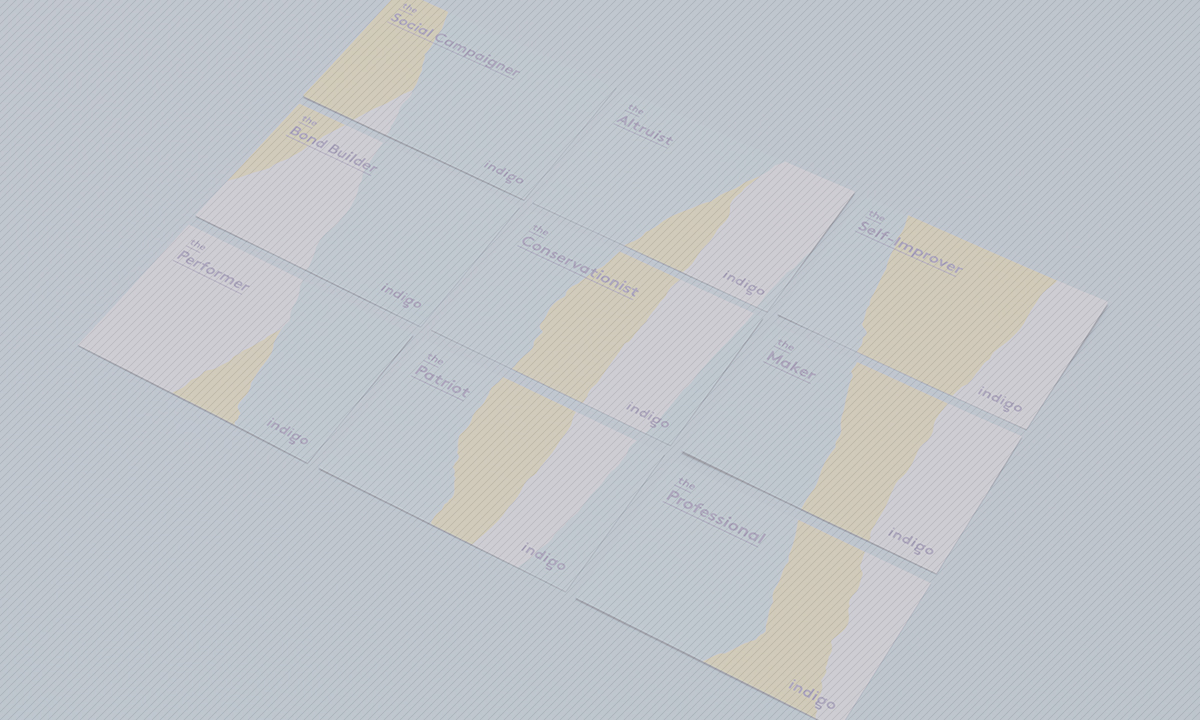 the
Social Campaigner
indigo
the
Altruist
indigo
the
Self-Improver
indigo
the
Bond Builder
indigo
the
Conservationist
indigo
the
Maker
indigo
the
Performer
indigo
the
Patriot
indigo
the
Professional
indigo